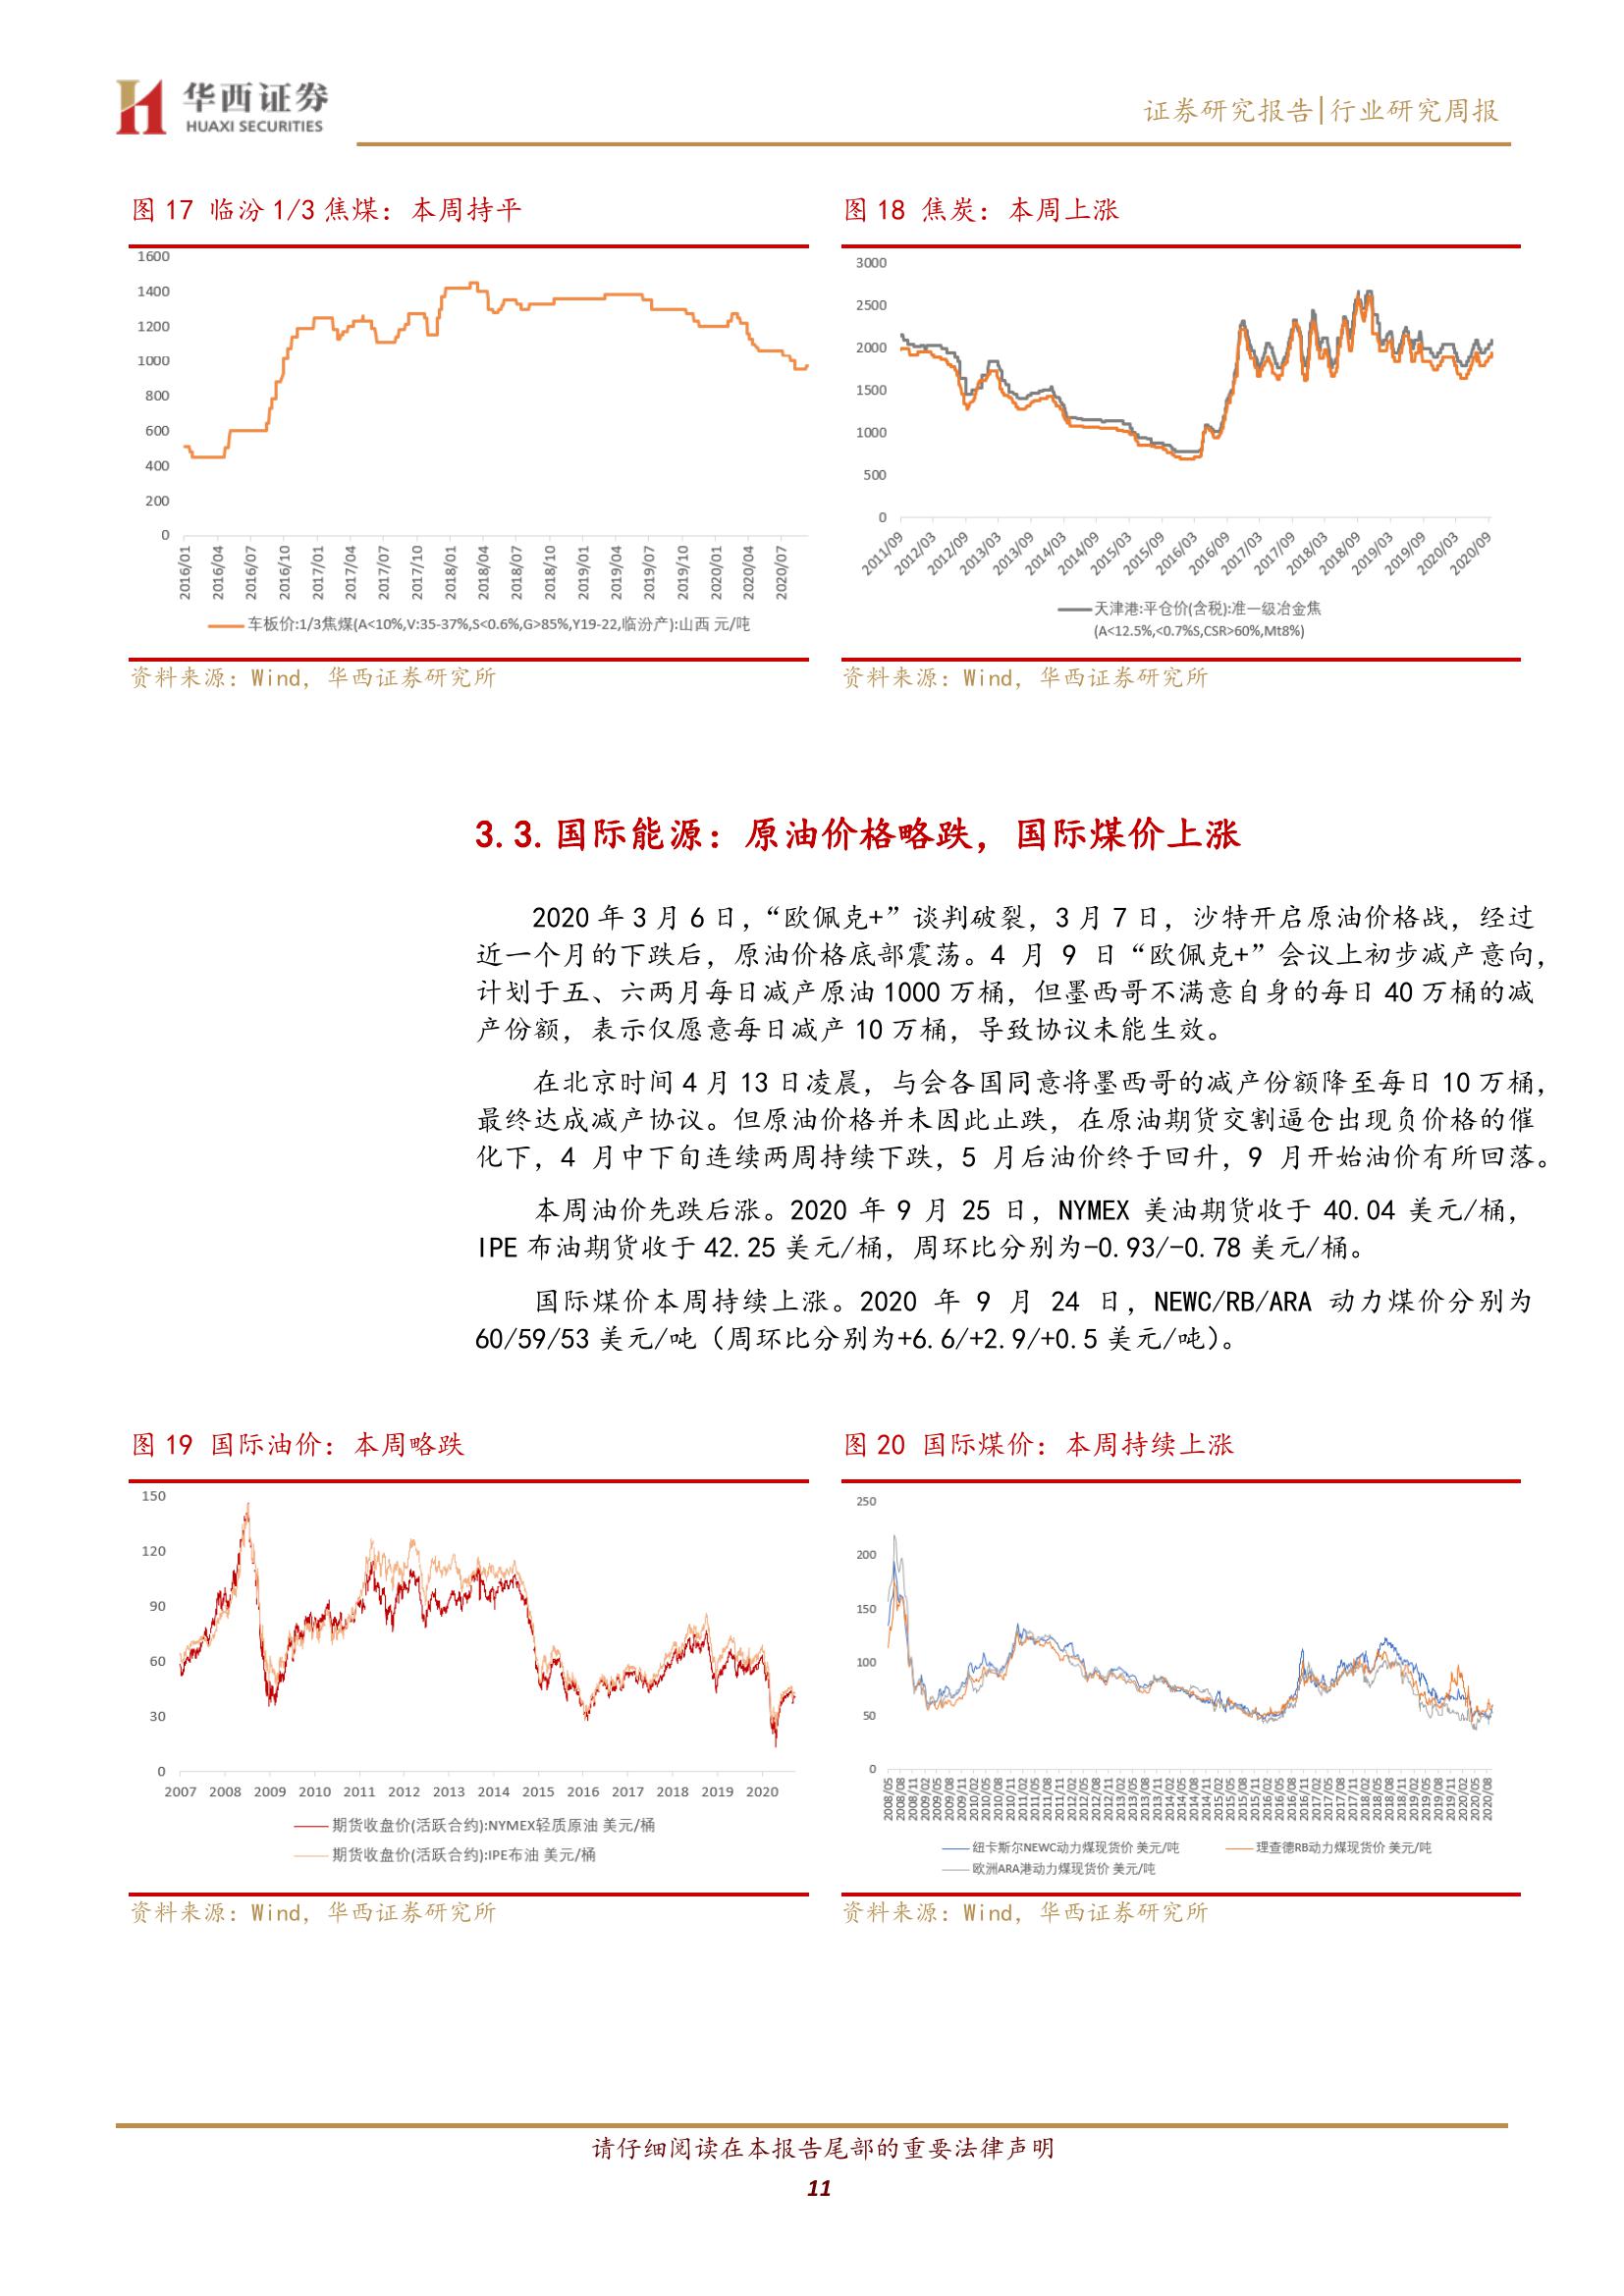 华西证券
HUAXI SECURITIES
证券研究报告|行业研究周报
图 17 临汾 1/3 焦煤：本周持平
1600
1400
1200
1000
800
600
400
200
0
2016/01 2016/04 2016/07 2016/10 2017/01 2017/04 2017/07 2017/10 2018/01 2018/04 2018/07 2018/10 2019/01 2019/04 2019/07 2019/10 2020/01 2020/04 2020/07
车板价:1/3焦煤(A<10%,V:35-37%,S<0.6%,G>85%,Y19-22,临汾产):山西 元/吨
资料来源：Wind，华西证券研究所
图 18 焦炭：本周上涨
3000
2500
2000
1500
1000
500
0
2011/09 2012/03 2012/09 2013/03 2013/09 2014/03 2014/09 2015/03 2015/09 2016/03 2016/09 2017/03 2017/09 2018/03 2018/09 2019/03 2019/09 2020/03 2020/09
天津港:平仓价(含税):准一级冶金焦
(A<12.5%,<0.7%S,CSR>60%,Mt8%)
资料来源：Wind，华西证券研究所
3.3.国际能源：原油价格略跌，国际煤价上涨
2020 年 3 月 6 日，“欧佩克+”谈判破裂，3 月 7 日，沙特开启原油价格战，经过
近一个月的下跌后，原油价格底部震荡。4 月 9 日“欧佩克+”会议上初步减产意向，
计划于五、六两月每日减产原油 1000 万桶，但墨西哥不满意自身的每日 40 万桶的减
产份额，表示仅愿意每日减产 10 万桶，导致协议未能生效。
在北京时间 4 月 13 日凌晨，与会各国同意将墨西哥的减产份额降至每日 10 万桶，
最终达成减产协议。但原油价格并未因此止跌，在原油期货交割逼仓出现负价格的催
化下，4 月中下旬连续两周持续下跌，5 月后油价终于回升，9 月开始油价有所回落。
本周油价先跌后涨。2020 年 9 月 25 日，NYMEX 美油期货收于 40.04 美元/桶，
IPE 布油期货收于 42.25 美元/桶，周环比分别为-0.93/-0.78 美元/桶。
国际煤价本周持续上涨。2020 年 9 月 24 日，NEWC/RB/ARA 动力煤价分别为
60/59/53 美元/吨（周环比分别为+6.6/+2.9/+0.5 美元/吨）。
图 19 国际油价：本周略跌
150
120
90
60
30
0
2007 2008 2009 2010 2011 2012 2013 2014 2015 2016 2017 2018 2019 2020
期货收盘价(活跃合约):NYMEX轻质原油 美元/桶
期货收盘价(活跃合约):IPE布油 美元/桶
资料来源：Wind，华西证券研究所
图 20 国际煤价：本周持续上涨
250
200
150
100
50
0
2008/05 2008/08 2008/11 2009/02 2009/05 2009/08 2009/11 2010/02 2010/05 2010/08 2010/11 2011/02 2011/05 2011/08 2011/11 2012/02 2012/05 2012/08 2012/11 2013/02 2013/05 2013/08 2013/11 2014/02 2014/05 2014/08 2014/11 2015/02 2015/05 2015/08 2015/11 2016/02 2016/05 2016/08 2016/11 2017/02 2017/05 2017/08 2017/11 2018/02 2018/05 2018/08 2018/11 2019/02 2019/05 2019/08 2019/11 2020/02 2020/05 2020/08
纽卡斯尔NEWC动力煤现货价 美元/吨 理查德RB动力煤现货价 美元/吨
欧洲ARA港动力煤现货价 美元/吨
资料来源：Wind，华西证券研究所
请仔细阅读在本报告尾部的重要法律声明
11